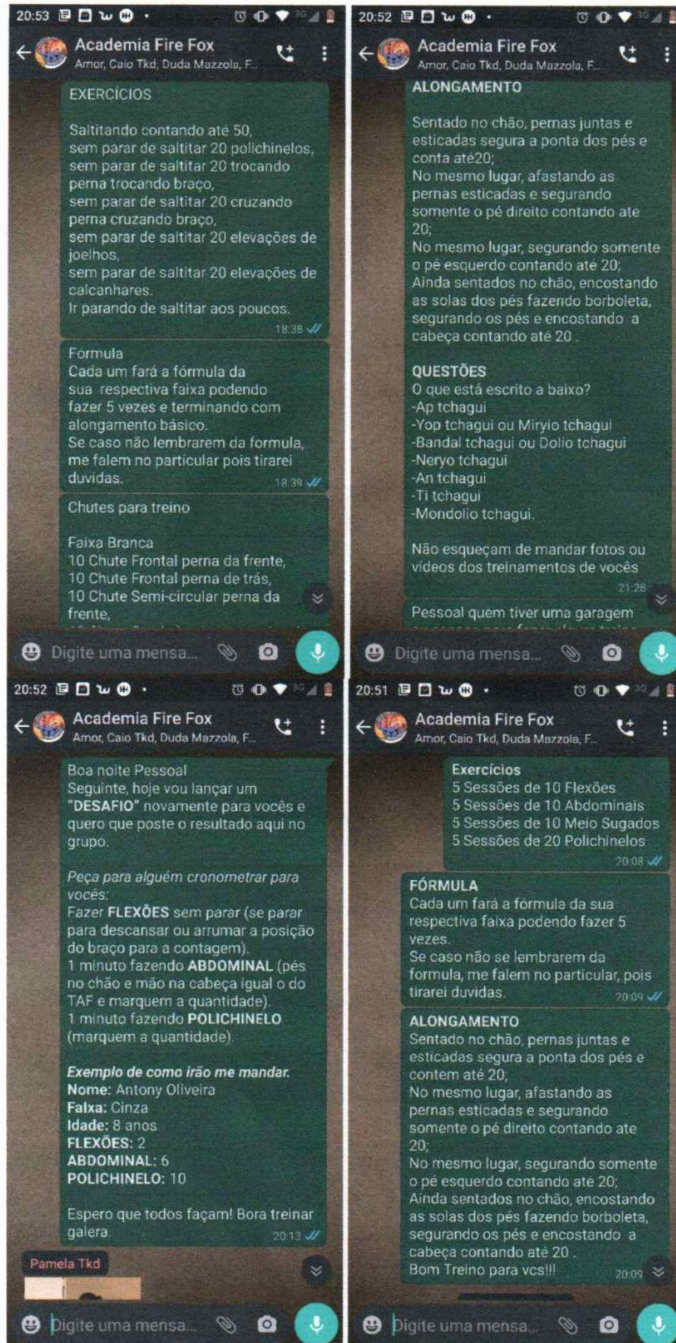 20:53
Academia Fire Fox
Amor, Caio Tkd, Duda Mazzola, F...
EXERCÍCIOS
Saltitando contando até 50,
sem parar de saltitar 20 polichinelos,
sem parar de saltitar 20 trocando
perna trocando braço,
sem parar de saltitar 20 cruzando
perna cruzando braço,
sem parar de saltitar 20 elevações de
joelhos,
sem parar de saltitar 20 elevações de
calcanhares.
Ir parando de saltitar aos poucos.
18:38
Fórmula
Cada um fará a fórmula da
sua respectiva faixa podendo
fazer 5 vezes e terminando com
alongamento básico.
Se caso não lembrarem da formula,
me falem no particular pois tirarei
duvidas.
18:39
Chutes para treino
Faixa Branca
10 Chute Frontal perna da frente,
10 Chute Frontal perna de trás,
10 Chute Semi-circular perna da
frente,
Digite uma mensa...
20:52
Academia Fire Fox
Amor, Caio Tkd, Duda Mazzola, F...
ALONGAMENTO
Sentado no chão, pernas juntas e
esticadas segura a ponta dos pés e
conta até20;
No mesmo lugar, afastando as
pernas esticadas e segurando
somente o pé direito contando ate
20;
No mesmo lugar, segurando somente
o pé esquerdo contando até 20;
Ainda sentados no chão, encostando
as solas dos pés fazendo borboleta,
segurando os pés e encostando a
cabeça contando até 20 .
QUESTÕES
O que está escrito a baixo?
-Ap tchagui
-Yop tchagui ou Miryio tchagui
-Bandal tchagui ou Dolio tchagui
-Neryo tchagui
-An tchagui
-Ti tchagui
-Mondolio tchagui.
Não esqueçam de mandar fotos ou
vídeos dos treinamentos de vocês
21:28
Pessoal quem tiver uma garagem
Digite uma mensa...
20:52
Academia Fire Fox
Amor, Caio Tkd, Duda Mazzola, F...
Boa noite Pessoal
Seguinte, hoje vou lançar um
"DESAFIO" novamente para vocês e
quero que poste o resultado aqui no
grupo.
Peça para alguém cronometrar para
vocês:
Fazer FLEXÕES sem parar (se parar
para descansar ou arrumar a posição
do braço para a contagem).
1 minuto fazendo ABDOMINAL (pés
no chão e mão na cabeça igual o do
TAF e marquem a quantidade).
1 minuto fazendo POLICHINELO
(marquem a quantidade).
Exemplo de como irão me mandar.
Nome: Antony Oliveira
Faixa: Cinza
Idade: 8 anos
FLEXÕES: 2
ABDOMINAL: 6
POLICHINELO: 10
Espero que todos façam! Bora treinar
galera.
20:13
Pamela Tkd
Digite uma mensa...
20:51
Academia Fire Fox
Amor, Caio Tkd, Duda Mazzola, F...
Exercícios
5 Sessões de 10 Flexões
5 Sessões de 10 Abdominais
5 Sessões de 10 Meio Sugados
5 Sessões de 20 Polichinelos
20:08
FÓRMULA
Cada um fará a fórmula da sua
respectiva faixa podendo fazer 5
vezes.
Se caso não se lembrarem da
formula, me falem no particular, pois
tirarei duvidas.
20:09
ALONGAMENTO
Sentado no chão, pernas juntas e
esticadas segura a ponta dos pés e
contem até 20;
No mesmo lugar, afastando as
pernas esticadas e segurando
somente o pé direito contando ate
20;
No mesmo lugar, segurando somente
o pé esquerdo contando até 20;
Ainda sentados no chão, encostando
as solas dos pés fazendo borboleta,
segurando os pés e encostando a
cabeça contando até 20 .
Bom Treino para vcs!!!
20:09
Digite uma mensa...